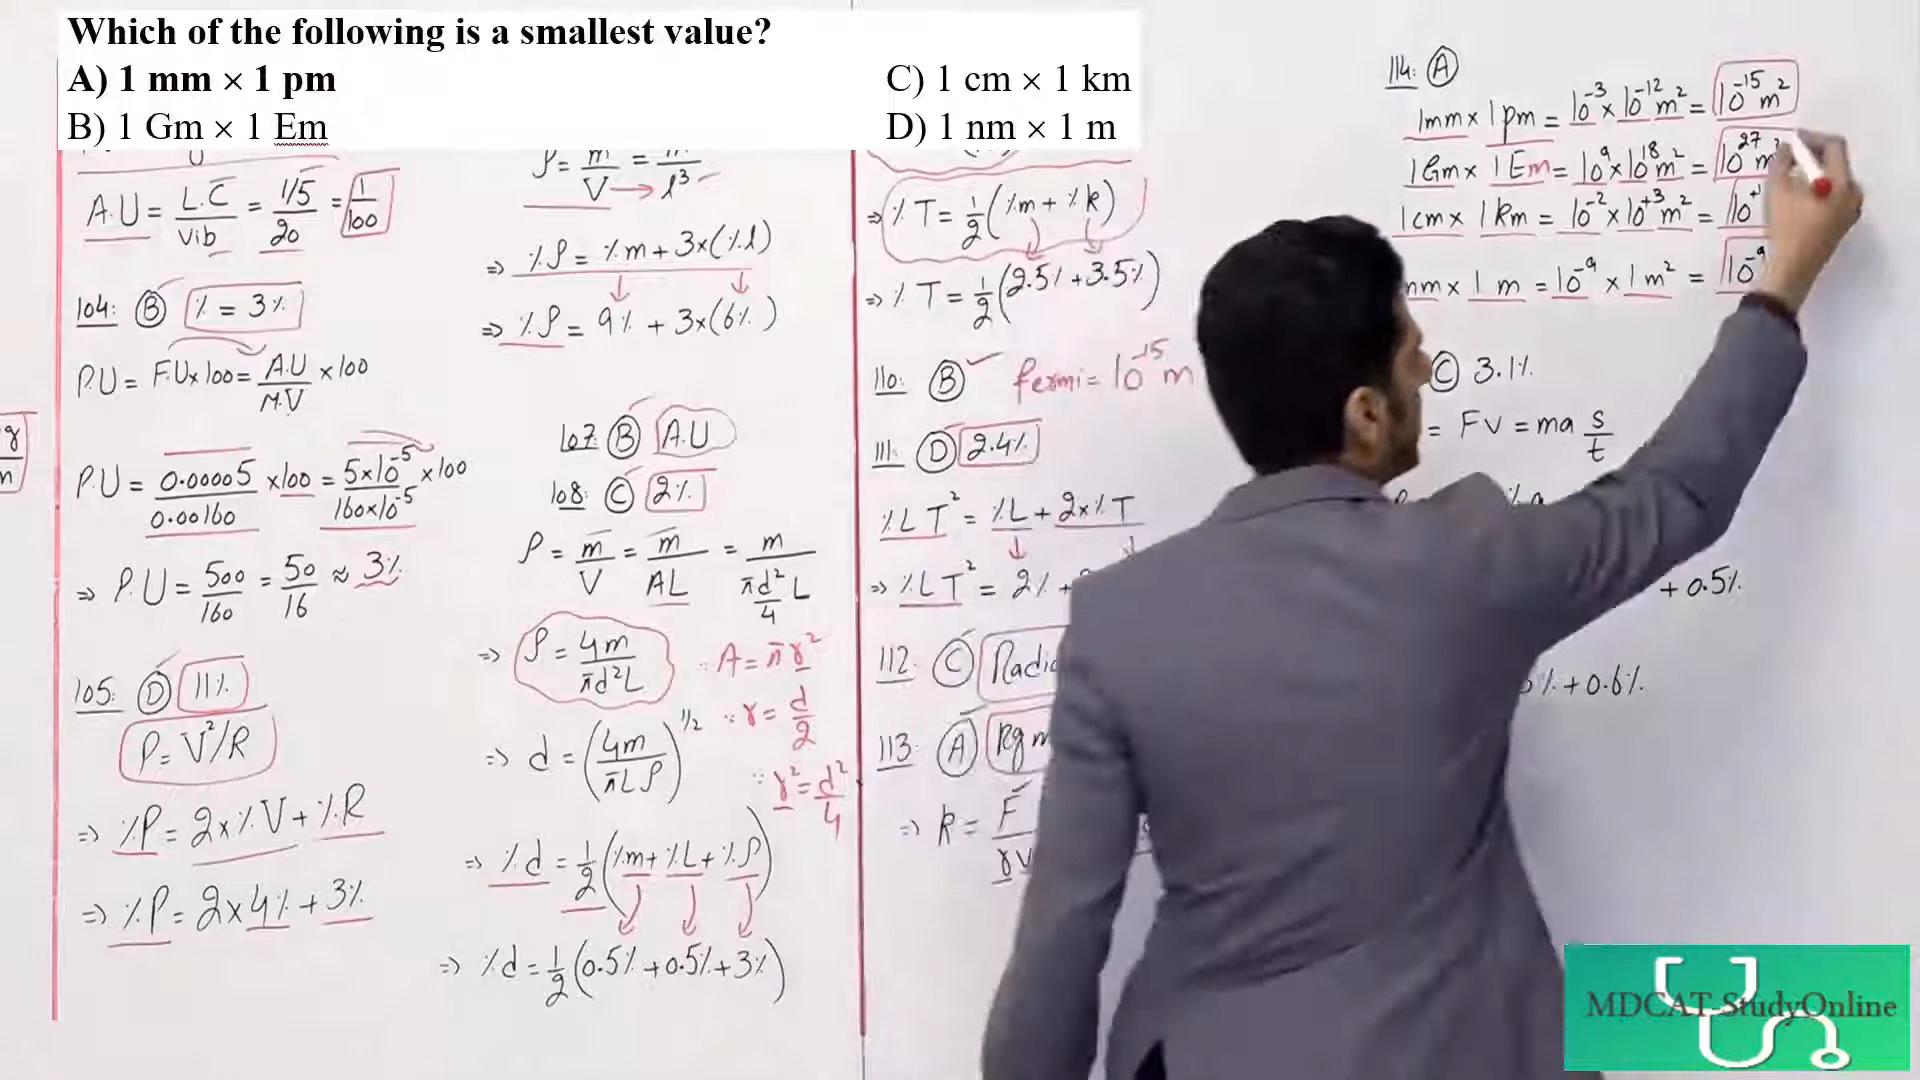 Which of the following is a smallest value?
A) 1 mm × 1 pm
B) 1 Gm × 1 Em
C) 1 cm × 1 km
D) 1 nm × 1 m
A.U = L.C/vib = 1/5/20 = 1/100
104: B % = 3%
P.U = F.U×100 = A.U/M.V ×100
P.U = 0.00005/0.00160 ×100 = 5×10⁻⁵/160×10⁻⁵ ×100
⇒ P.U = 500/160 = 50/16 ≈ 3%
105: D 11%
P = V²/R
⇒ %P = 2×%V + %R
⇒ %P = 2×4% + 3%
ρ = m/V = m/l³
⇒ %ρ = %m + 3×(%l)
⇒ %ρ = 9% + 3×(6%)
107: B A.U
108: C 2%
ρ = m/V = m/AL = m/πd²/4 L
⇒ ρ = 4m/πd²L
∵ A = πr²
∵ r = d/2
∵ r² = d²/4
⇒ d = (4m/πLρ)^1/2
⇒ %d = 1/2 (%m + %L + %ρ)
⇒ %d = 1/2 (0.5% + 0.5% + 3%)
⇒ %T = 1/2 (%m + %k)
⇒ %T = 1/2 (2.5% + 3.5%)
110: B fermi = 10⁻¹⁵ m
111: D 2.4%
%LT² = %L + 2×%T
⇒ %LT² = 2% +
112: C
113: A kg m
⇒ k = F
114: A
1mm × 1pm = 10⁻³ × 10⁻¹² m² = 10⁻¹⁵ m²
1Gm × 1Em = 10⁹ × 10¹⁸ m² = 10²⁷ m²
1cm × 1km = 10⁻² × 10⁺³ m² = 10⁺¹
nm × 1 m = 10⁻⁹ × 1 m² = 10⁻⁹
C 3.1%
= FV = ma s/t
+ 0.5%
% + 0.6%
MDCAT StudyOnline